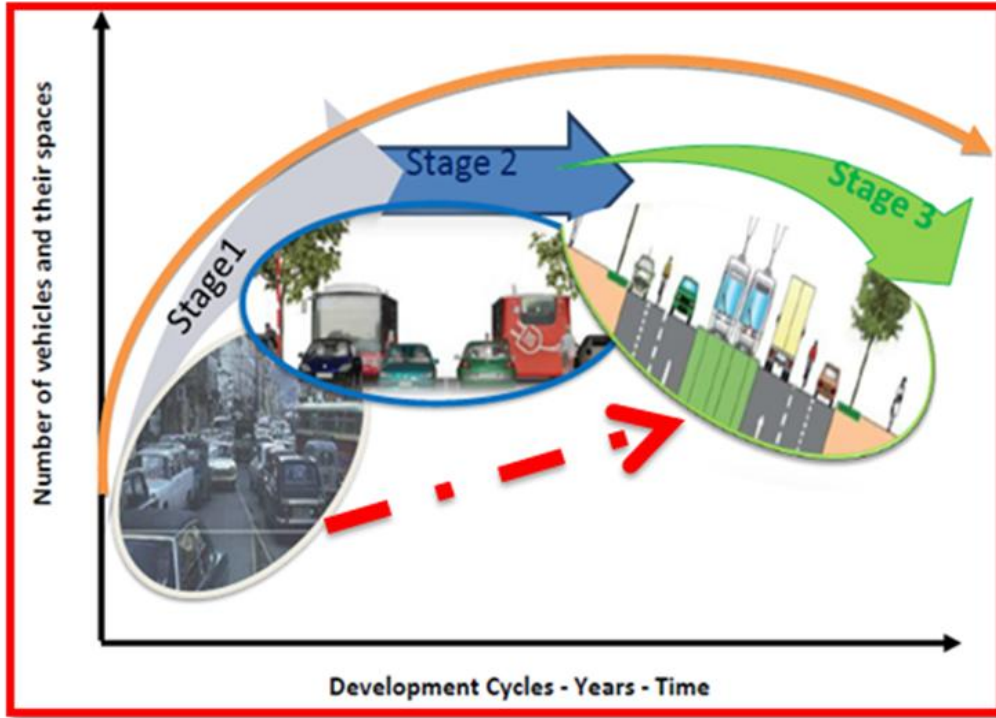 Number of vehicles and their spaces
Stage1
Stage 2
Stage 3
Development Cycles - Years - Time